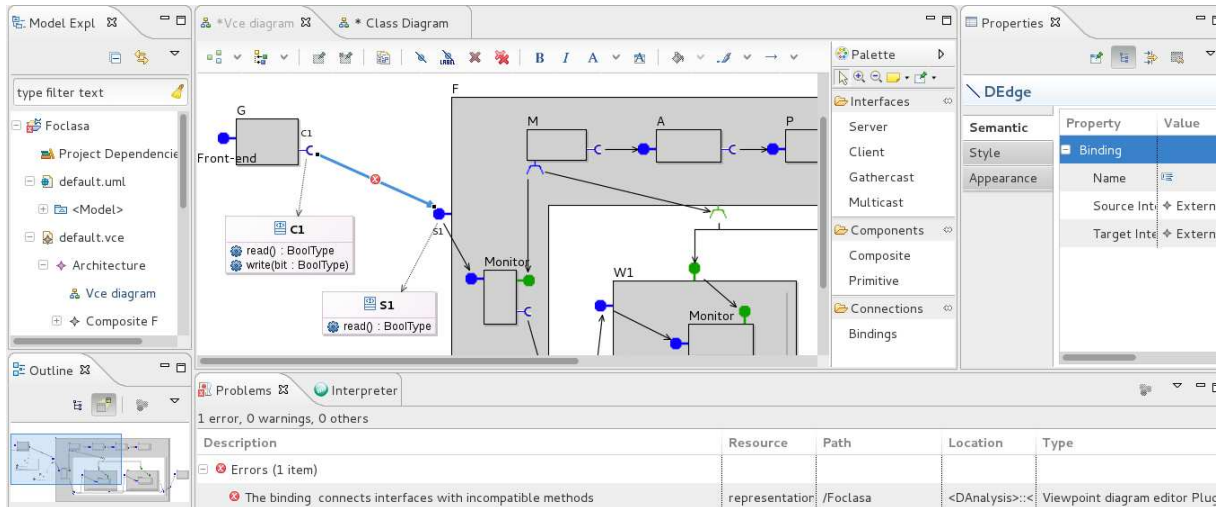 Model Expl
type filter text
Foclasa
Project Dependencie
default.uml
<Model>
default.vce
Architecture
Vce diagram
Composite F
Outline
*Vce diagram
* Class Diagram
B I A
F
G
C1
Front-end
M
A
P
C1
read() : BoolType
write(bit : BoolType)
S1
S1
read() : BoolType
Monitor
W1
Monitor
Palette
Interfaces
Server
Client
Gathercast
Multicast
Components
Composite
Primitive
Connections
Bindings
Properties
DEdge
Semantic
Style
Appearance
Property Value
Binding
Name
Source Inte Extern
Target Inte Extern
Problems
Interpreter
1 error, 0 warnings, 0 others
Description Resource Path Location Type
Errors (1 item)
The binding connects interfaces with incompatible methods representation /Foclasa <DAnalysis>::< Viewpoint diagram editor Plug